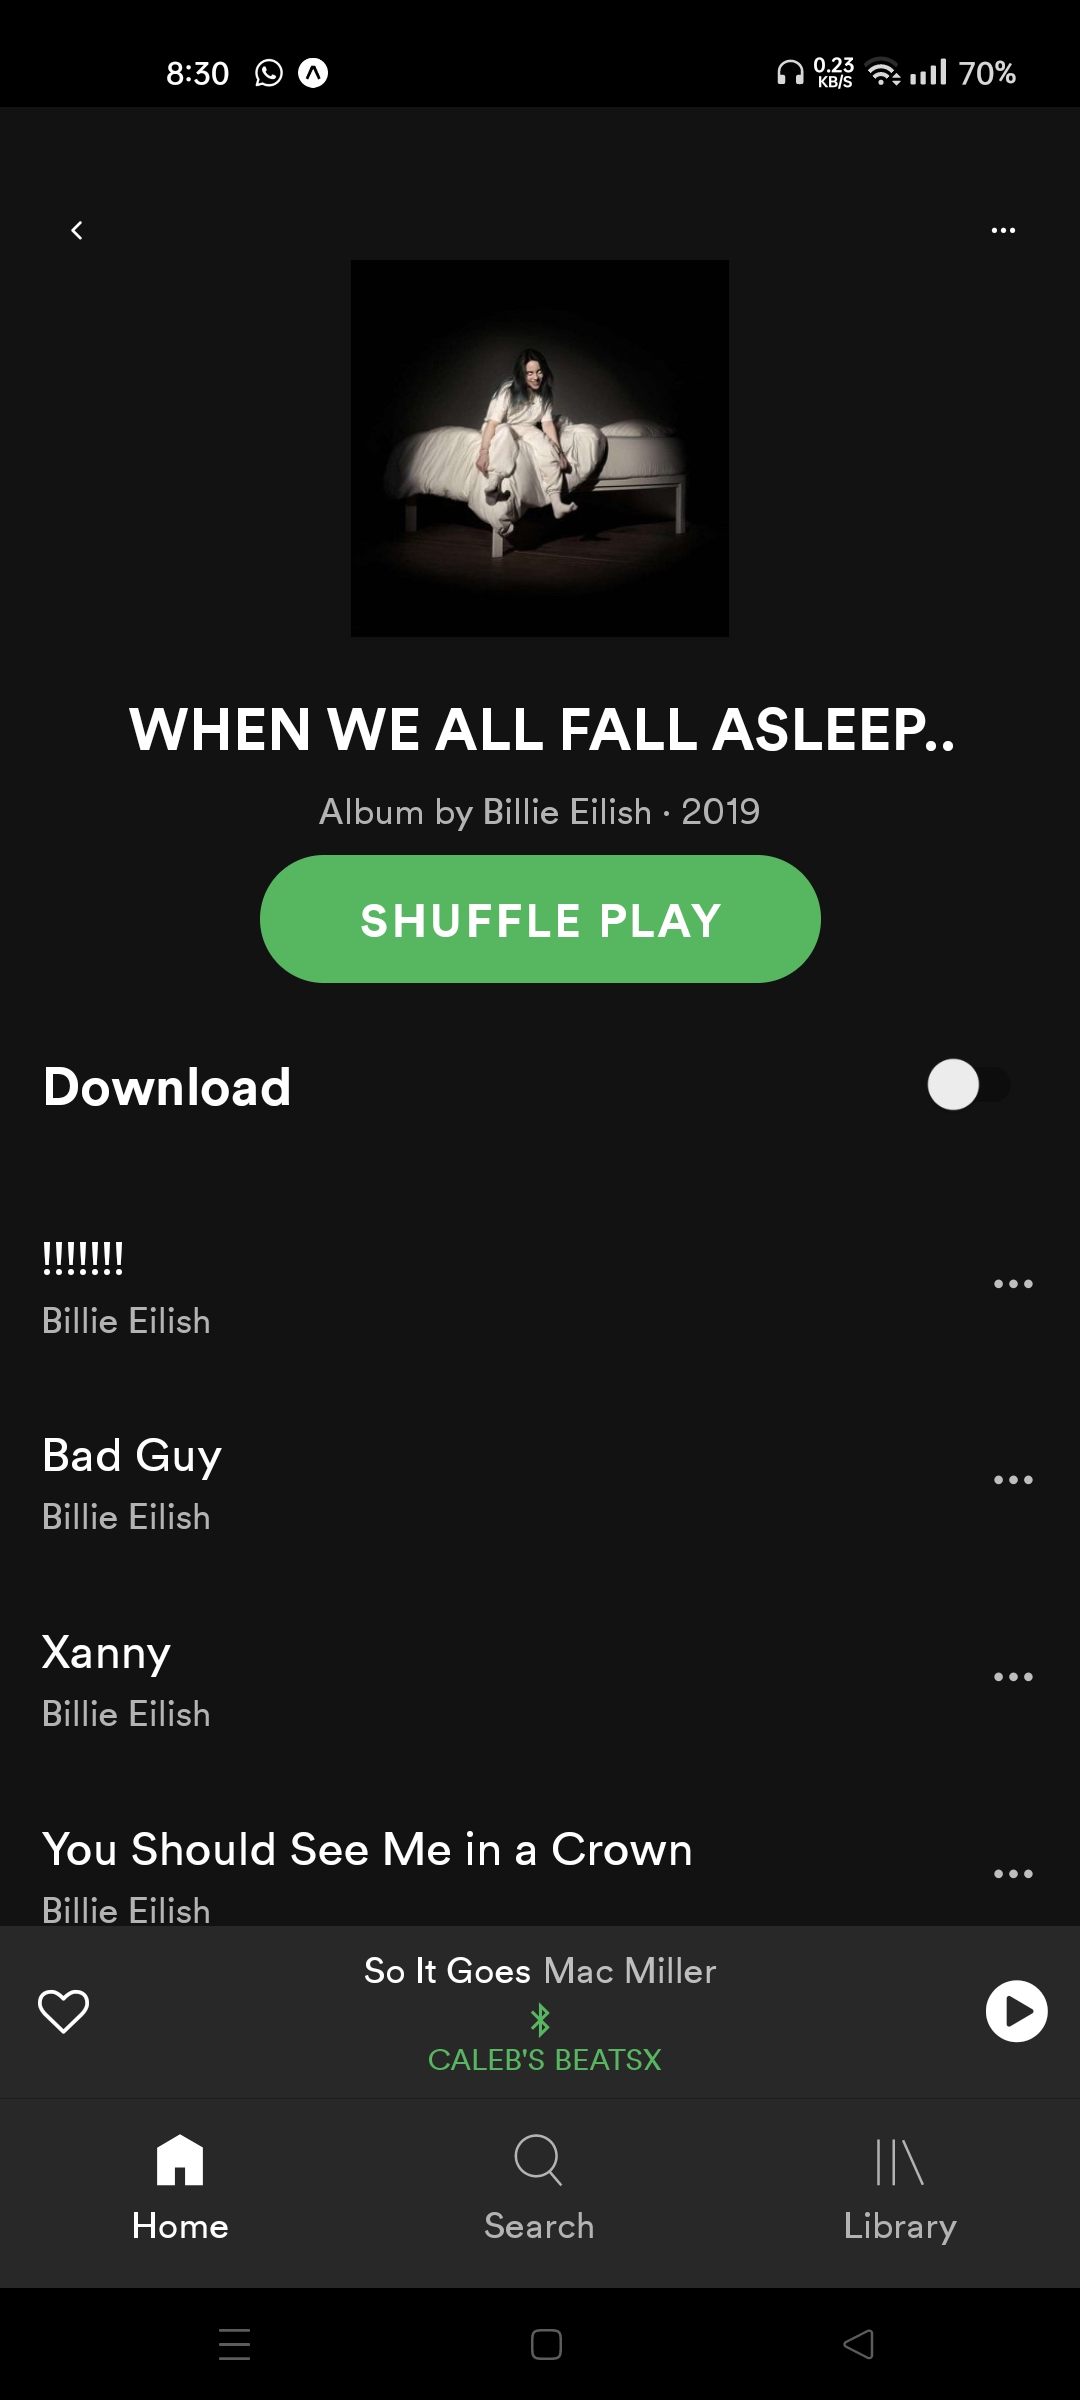 8:30
0.23
KB/S
70%
WHEN WE ALL FALL ASLEEP..
Album by Billie Eilish · 2019
SHUFFLE PLAY
Download
!!!!!!!
Billie Eilish
Bad Guy
Billie Eilish
Xanny
Billie Eilish
You Should See Me in a Crown
Billie Eilish
So It Goes Mac Miller
CALEB'S BEATSX
Home
Search
Library